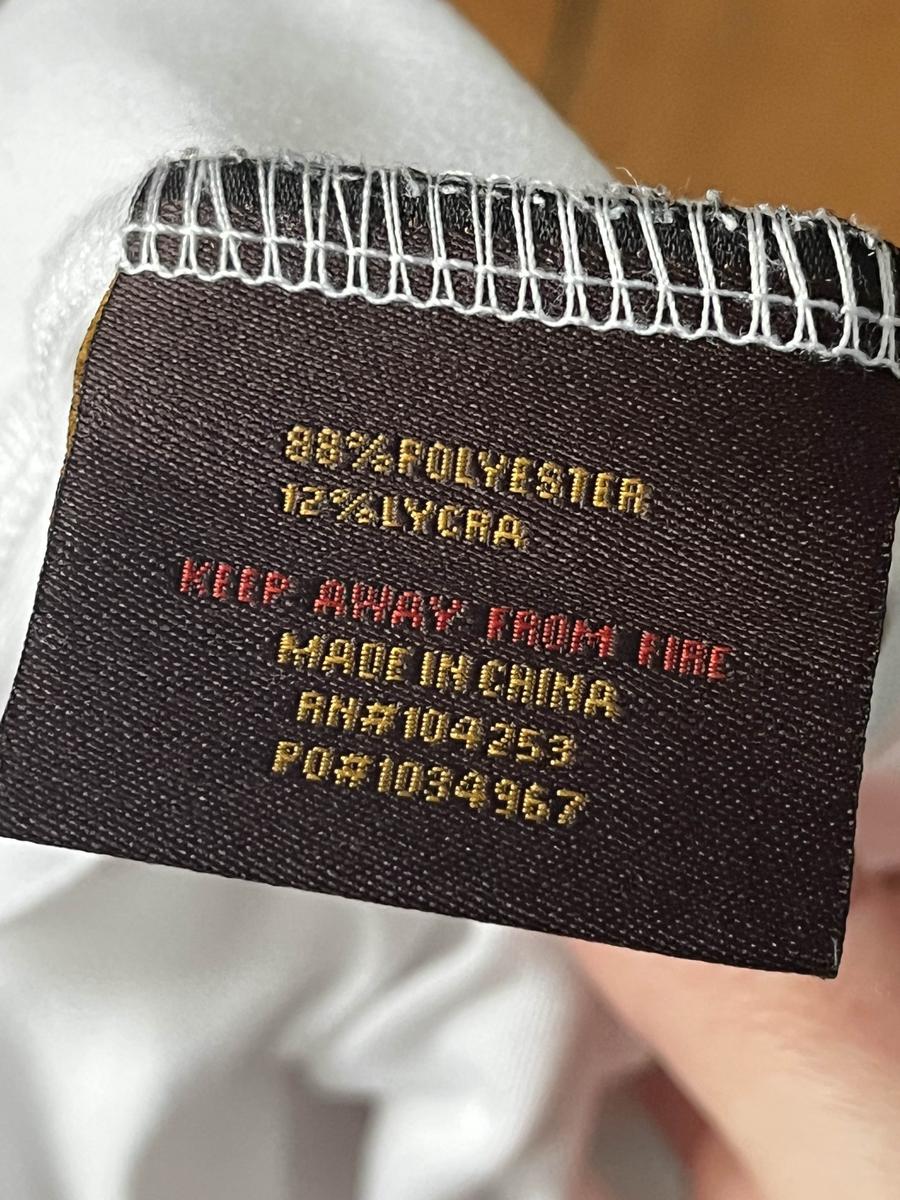 88%POLYESTER
12%LYCRA
KEEP AWAY FROM FIRE
MADE IN CHINA
RN#104253
PO#1034967